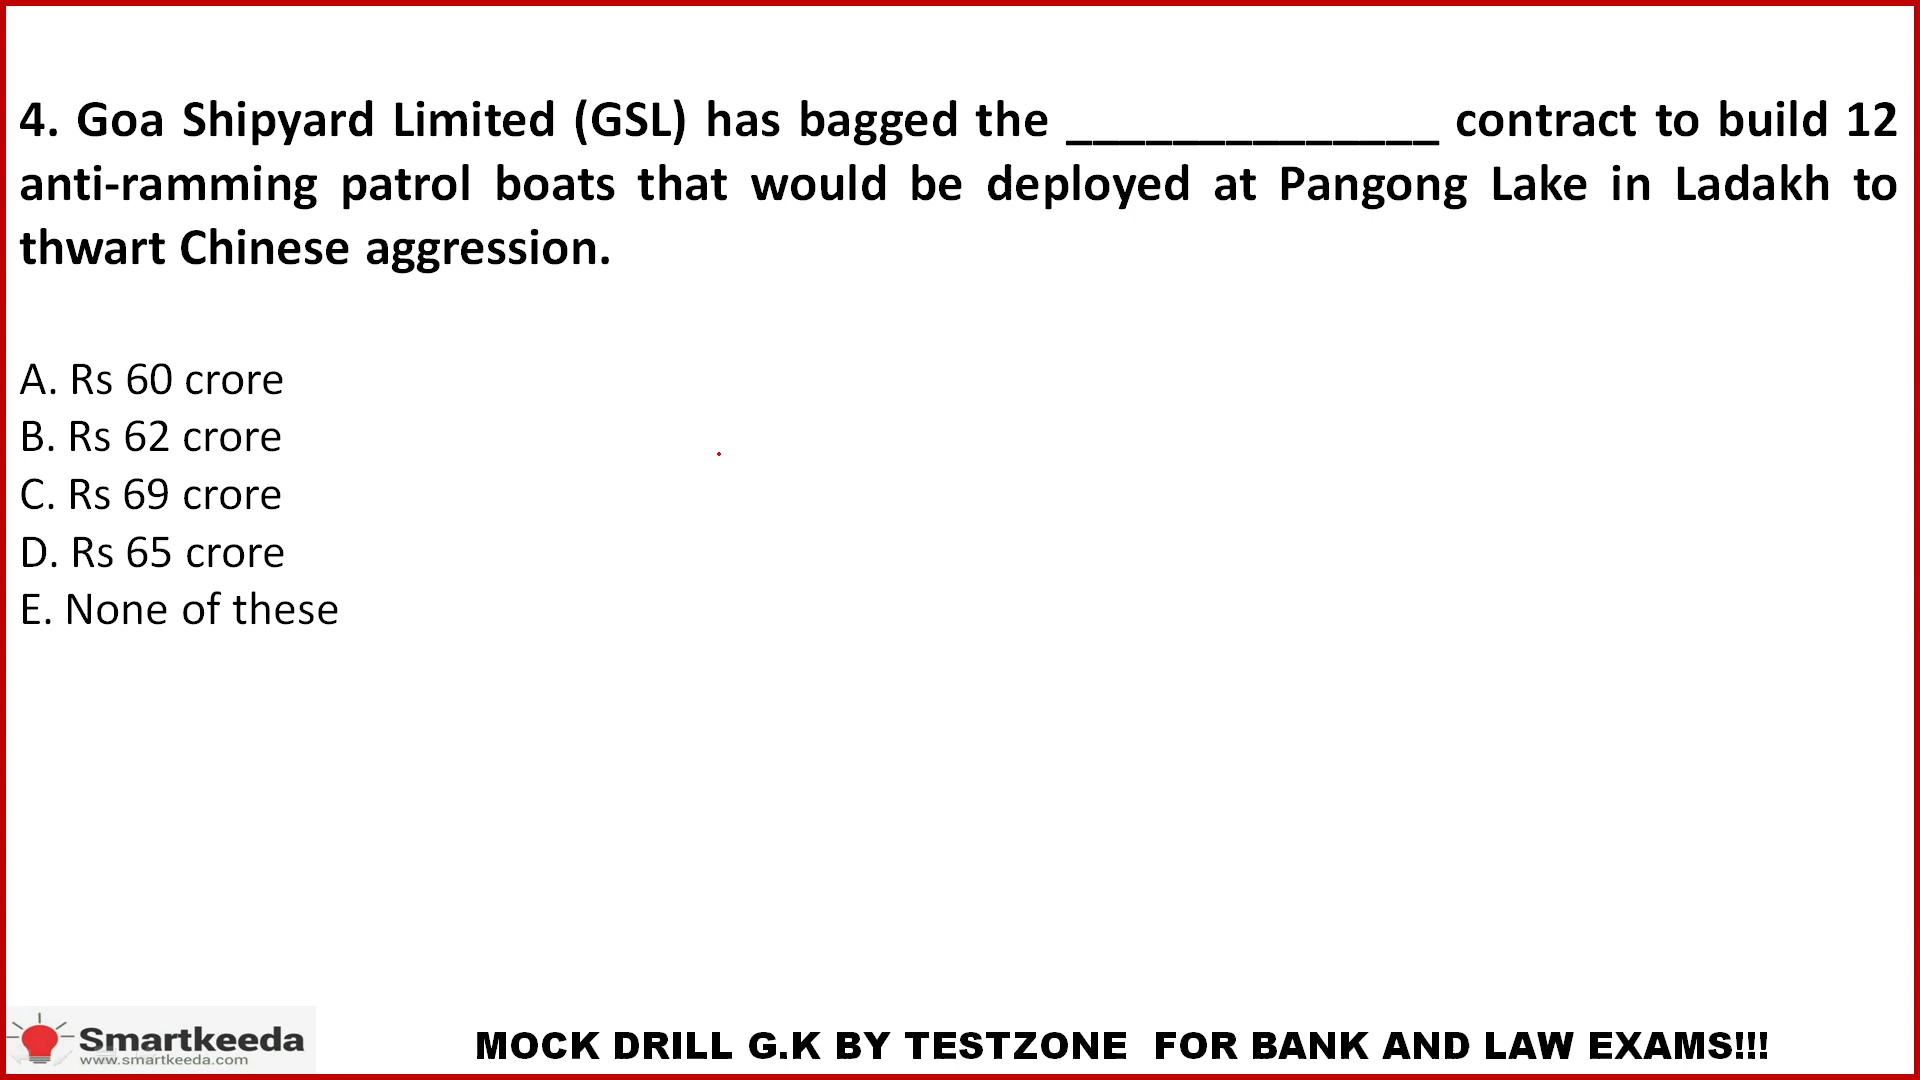 4. Goa Shipyard Limited (GSL) has bagged the ______________ contract to build 12
anti-ramming patrol boats that would be deployed at Pangong Lake in Ladakh to
thwart Chinese aggression.
A. Rs 60 crore
B. Rs 62 crore
C. Rs 69 crore
D. Rs 65 crore
E. None of these
Smartkeeda
www.smartkeeda.com
MOCK DRILL G.K BY TESTZONE FOR BANK AND LAW EXAMS!!!